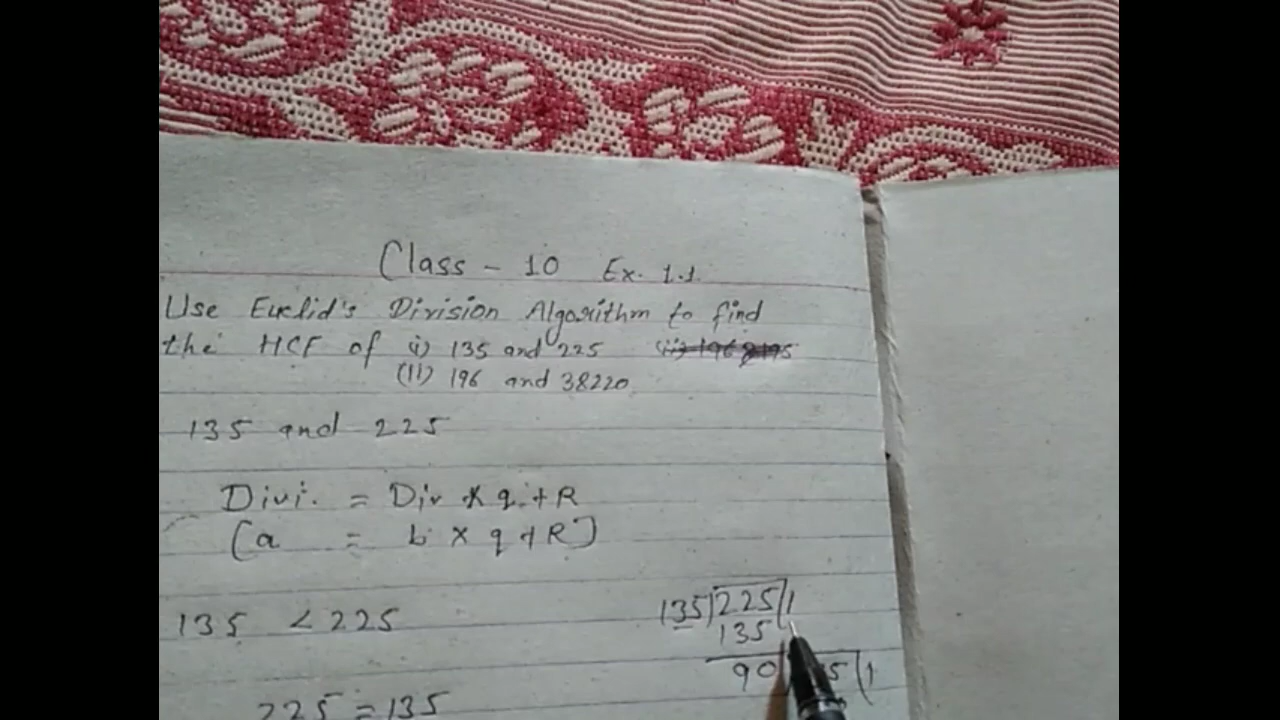 Class - 10 Ex. 1.1
Use Euclid's Division Algorithm to find
the HCF of (i) 135 and 225
(II) 196 and 38220
135 and 225
Divi. = Div × q + R
(a = b × q + R)
135 < 225
135)225(1
135
90 (1
225 = 135